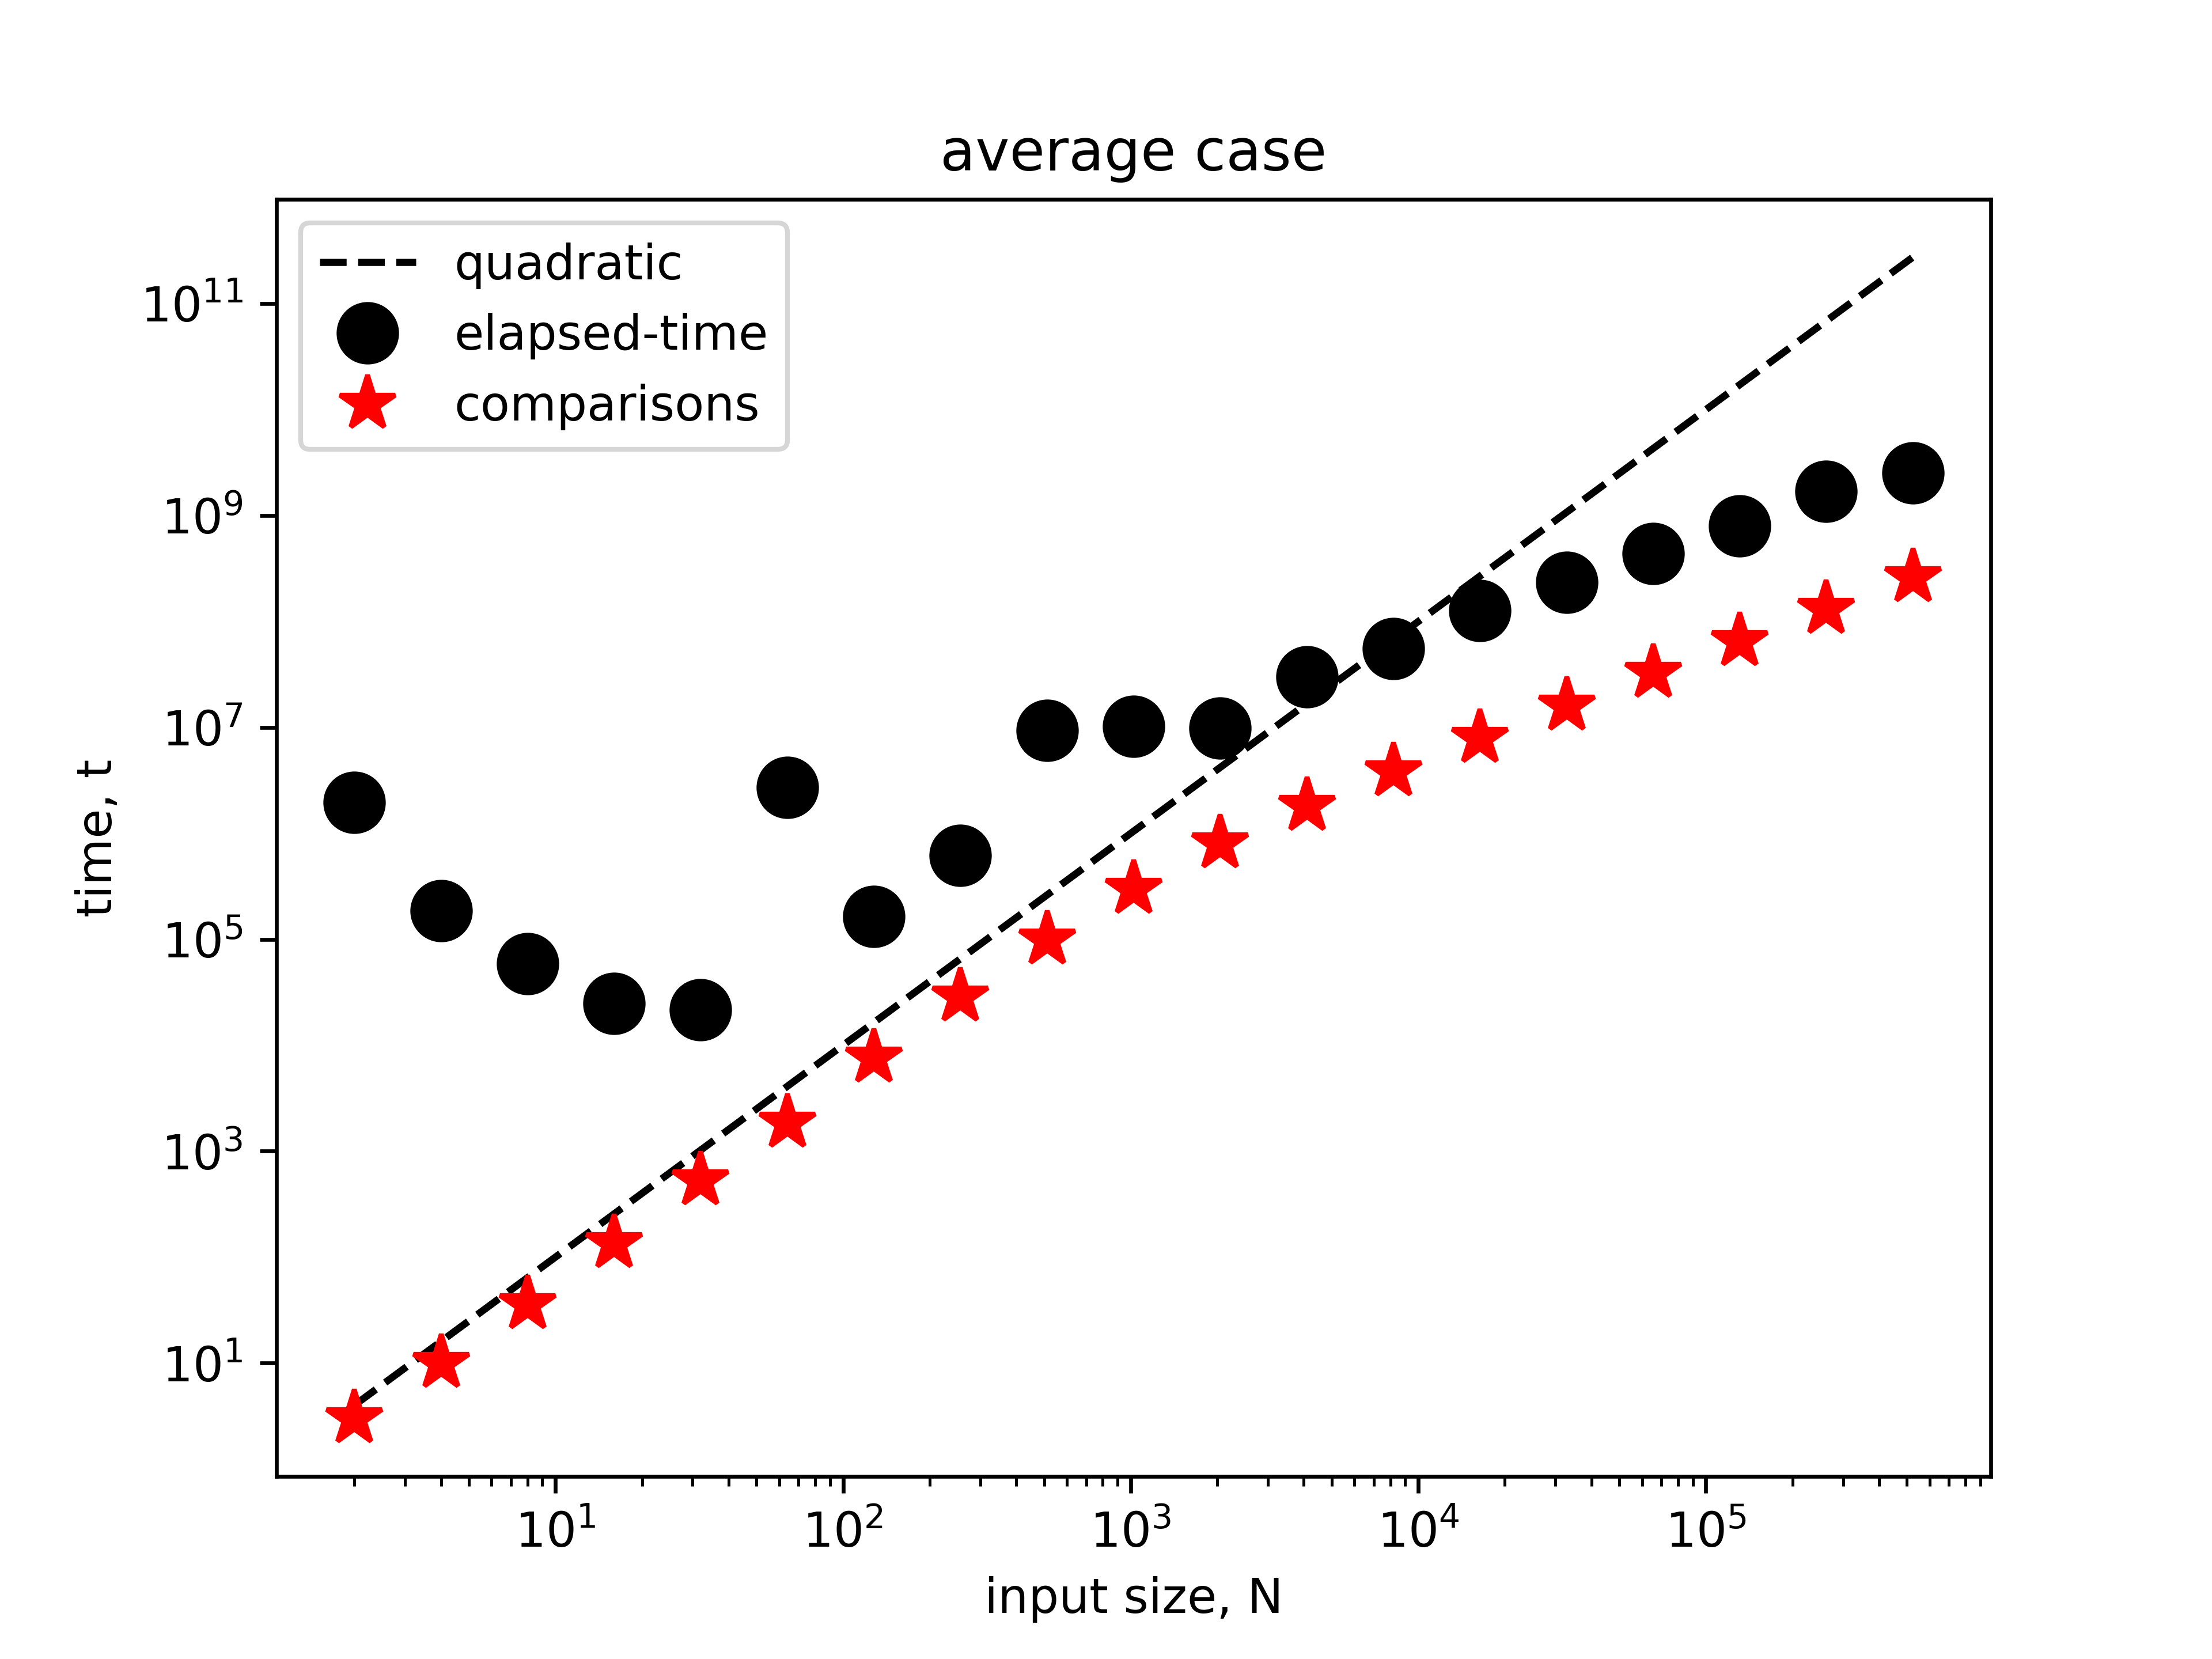 average case
quadratic
elapsed-time
comparisons
10¹¹
10⁹
10⁷
10⁵
10³
10¹
time, t
10¹ 10² 10³ 10⁴ 10⁵
input size, N